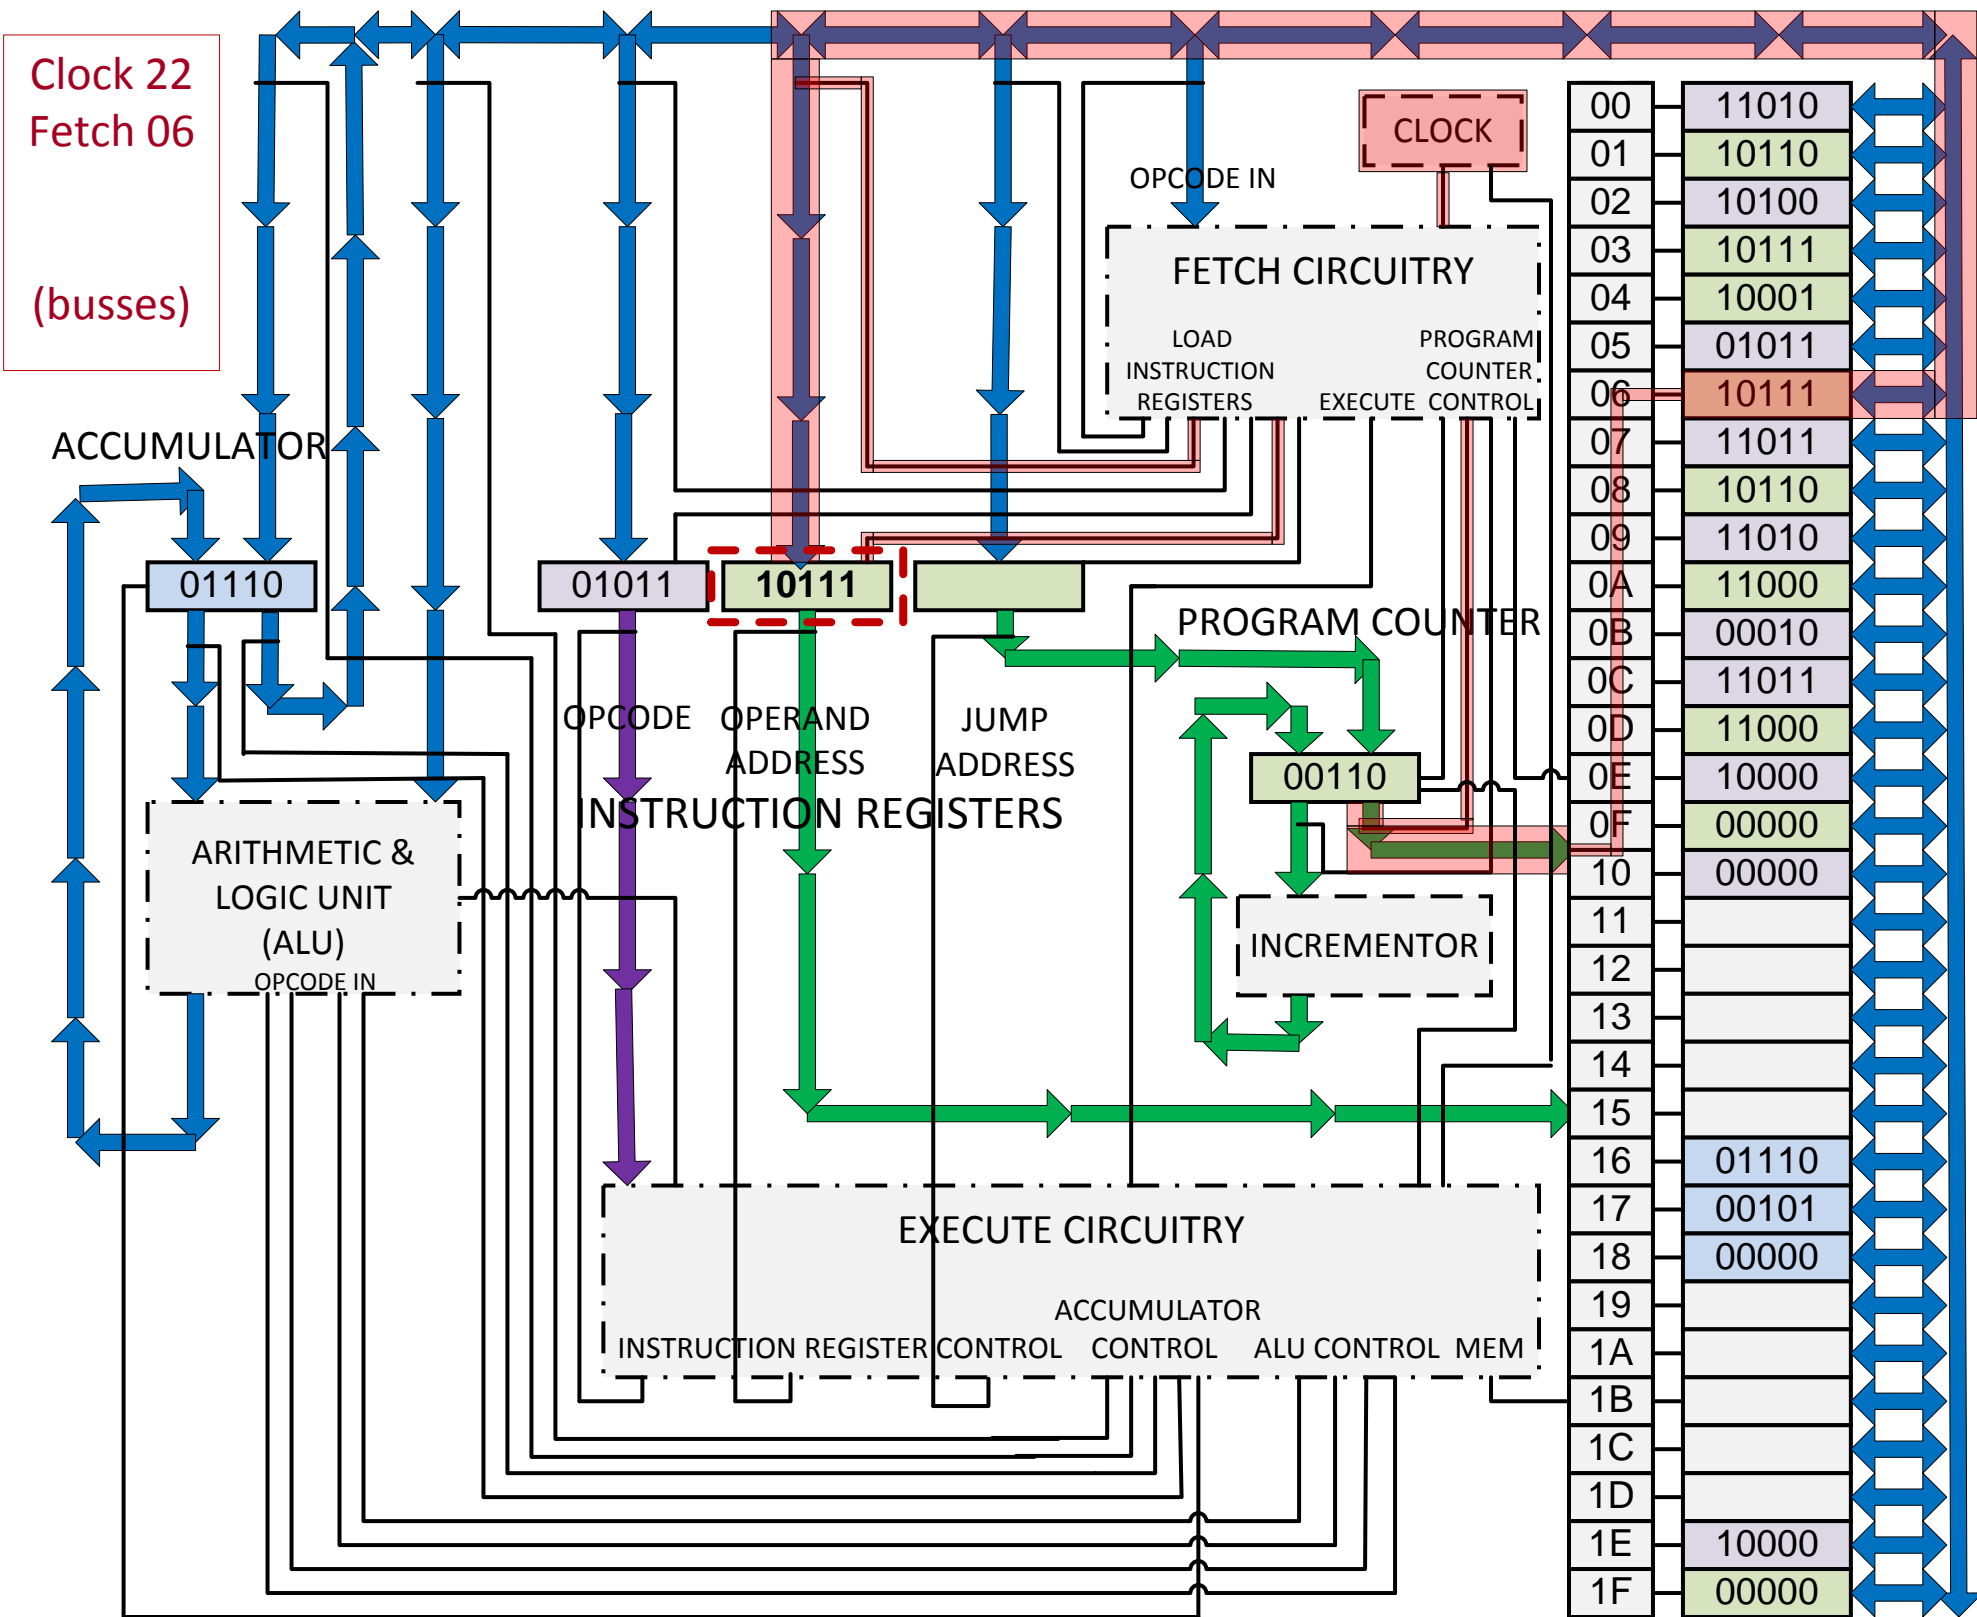 Clock 22
Fetch 06
(busses)
CLOCK
OPCODE IN
FETCH CIRCUITRY
LOAD
INSTRUCTION
REGISTERS
EXECUTE
PROGRAM
COUNTER
CONTROL
ACCUMULATOR
01110
01011
10111
PROGRAM COUNTER
00110
OPCODE
OPERAND
ADDRESS
JUMP
ADDRESS
INSTRUCTION REGISTERS
ARITHMETIC &
LOGIC UNIT
(ALU)
OPCODE IN
INCREMENTOR
EXECUTE CIRCUITRY
INSTRUCTION REGISTER CONTROL
ACCUMULATOR
CONTROL
ALU CONTROL
MEM
00 11010
01 10110
02 10100
03 10111
04 10001
05 01011
06 10111
07 11011
08 10110
09 11010
0A 11000
0B 00010
0C 11011
0D 11000
0E 10000
0F 00000
10 00000
11
12
13
14
15
16 01110
17 00101
18 00000
19
1A
1B
1C
1D
1E 10000
1F 00000